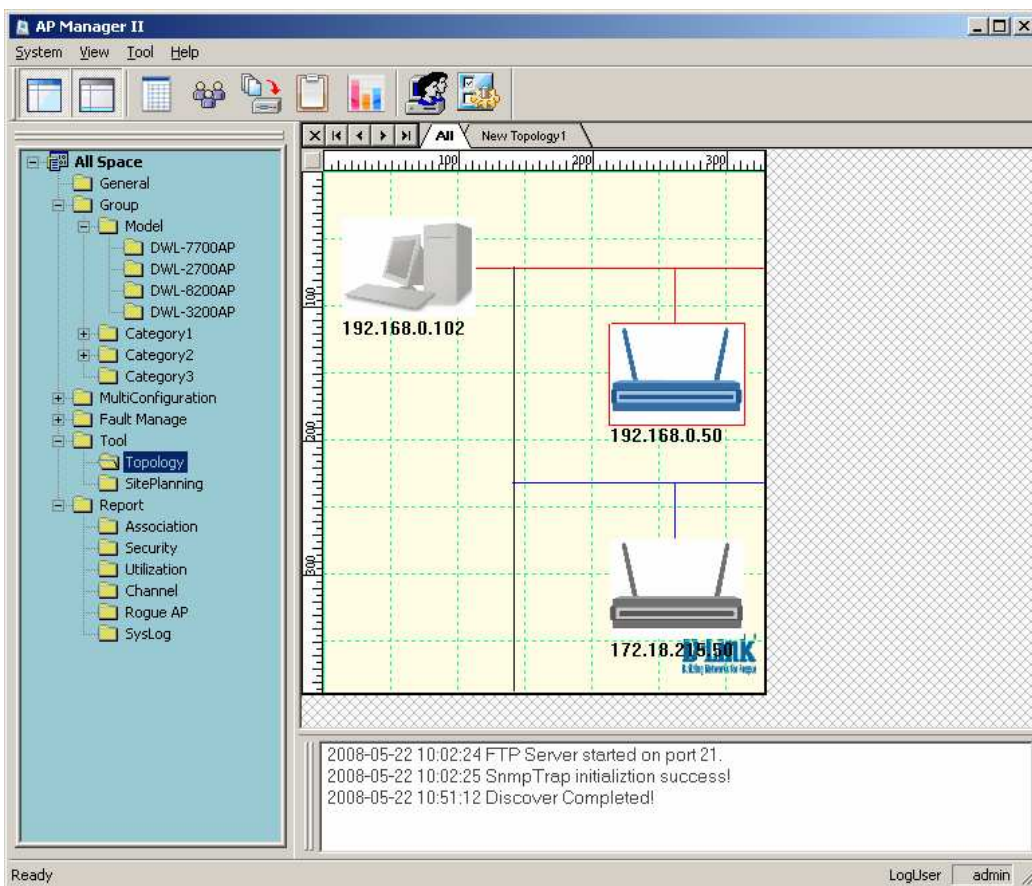 AP Manager II
System View Tool Help
All New Topology1
All Space
General
Group
Model
DWL-7700AP
DWL-2700AP
DWL-8200AP
DWL-3200AP
Category1
Category2
Category3
MultiConfiguration
Fault Manage
Tool
Topology
SitePlanning
Report
Association
Security
Utilization
Channel
Rogue AP
SysLog
100 200 300
100
200
300
192.168.0.102
192.168.0.50
172.18.215.50
D-Link
Building Networks for People
2008-05-22 10:02:24 FTP Server started on port 21.
2008-05-22 10:02:25 SnmpTrap initializtion success!
2008-05-22 10:51:12 Discover Completed!
Ready LogUser admin